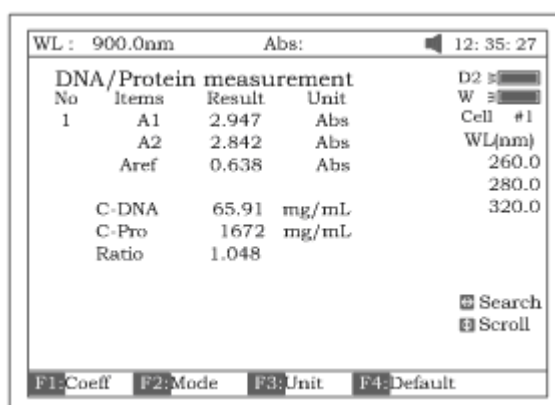 WL : 900.0nm Abs: 12: 35: 27
DNA/Protein measurement D2
No Items Result Unit W
1 A1 2.947 Abs Cell #1
A2 2.842 Abs WL(nm)
Aref 0.638 Abs 260.0
280.0
C-DNA 65.91 mg/mL 320.0
C-Pro 1672 mg/mL
Ratio 1.048
Search
Scroll
F1:Coeff F2:Mode F3:Unit F4:Default